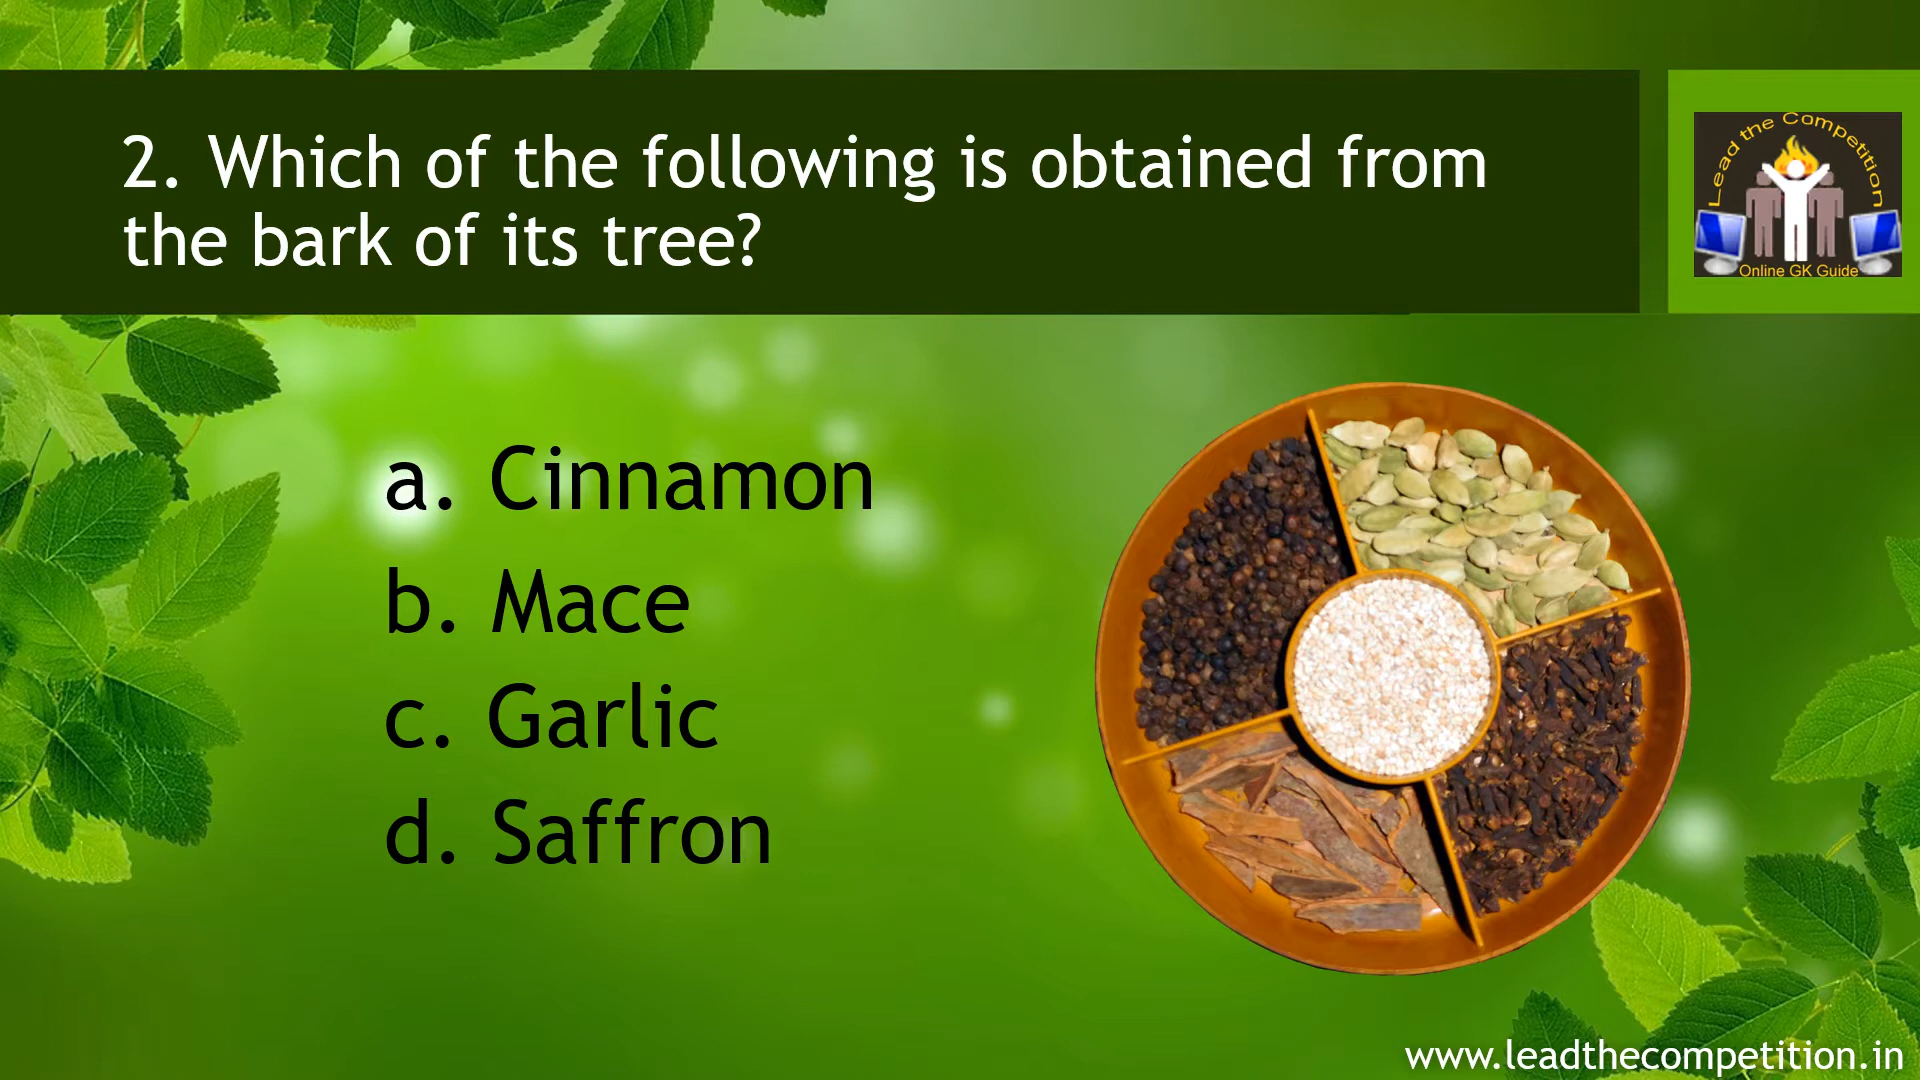 2. Which of the following is obtained from
the bark of its tree?
Lead the Competition
Online GK Guide
a. Cinnamon
b. Mace
c. Garlic
d. Saffron
www.leadthecompetition.in